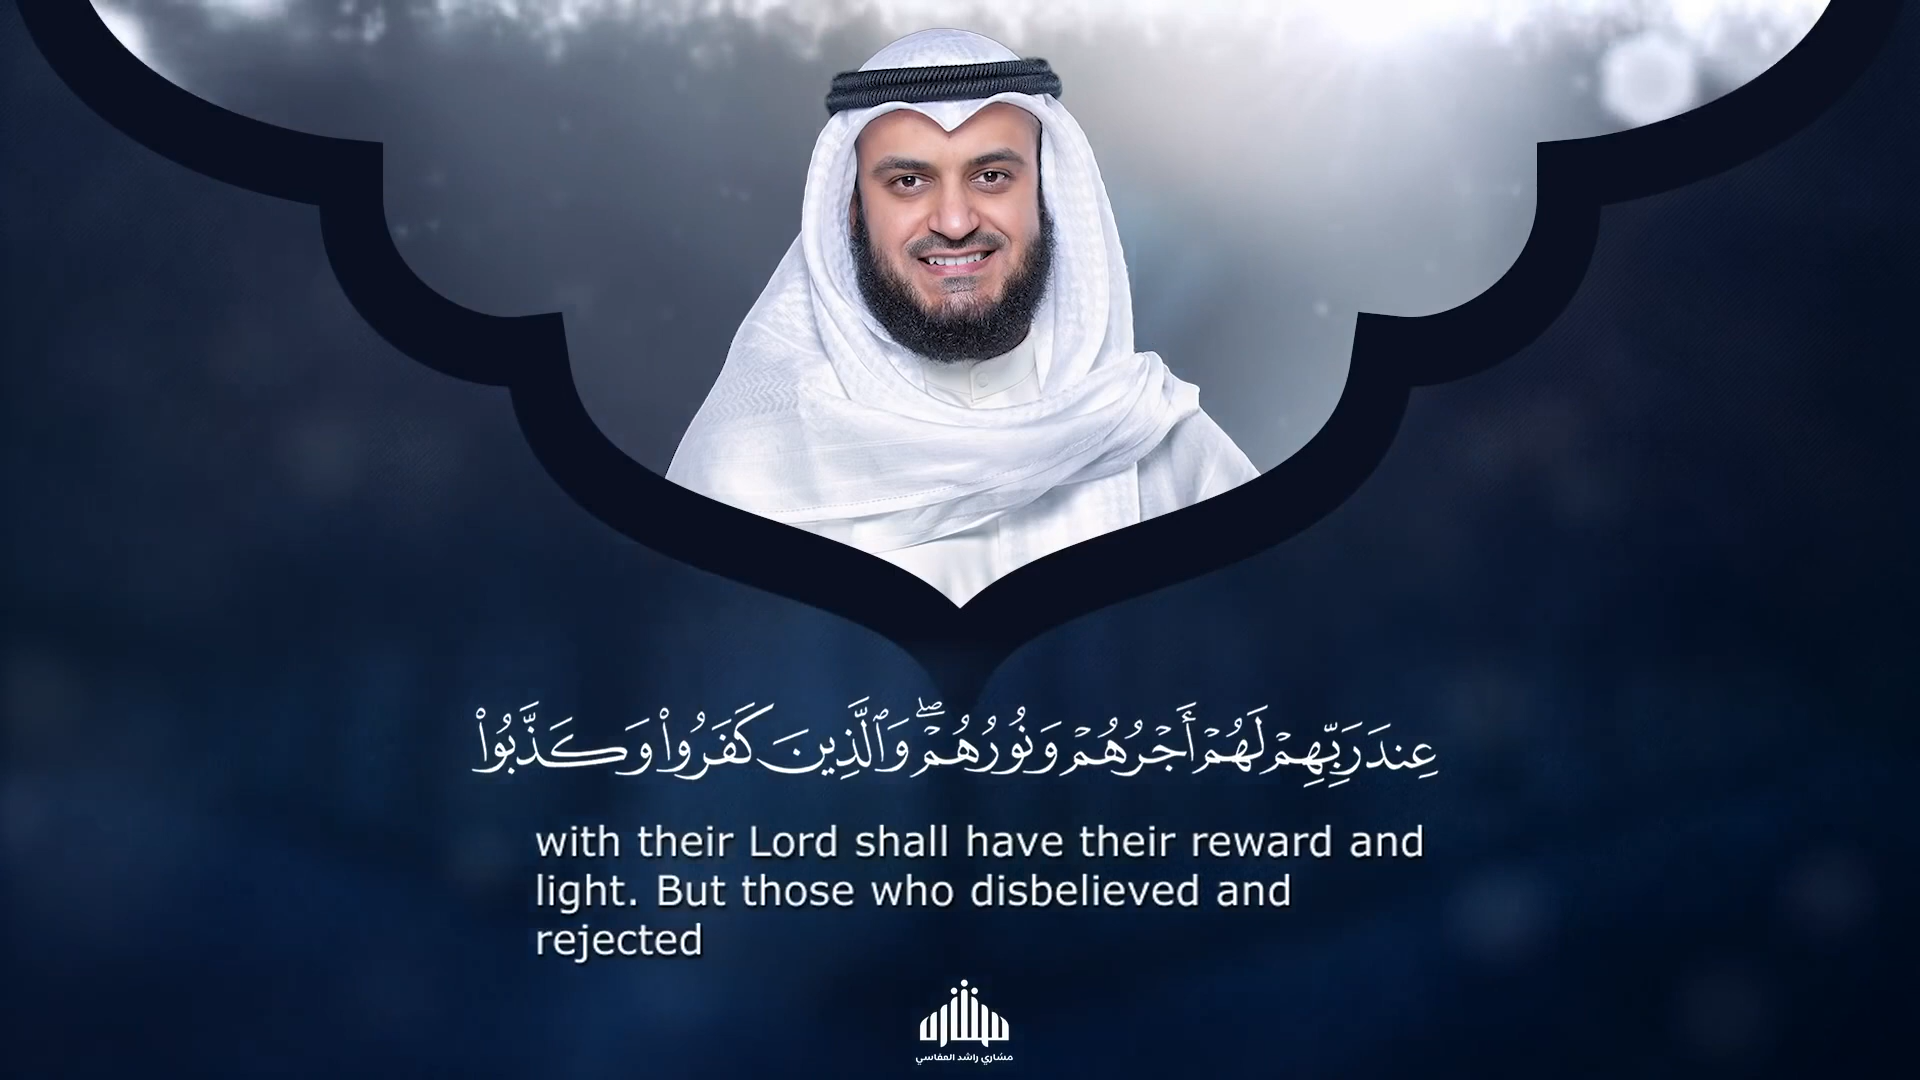 عِندَ رَبِّهِمْ لَهُمْ أَجْرُهُمْ وَنُورُهُمْ ۖ وَٱلَّذِينَ كَفَرُوا۟ وَكَذَّبُوا۟
with their Lord shall have their reward and
light. But those who disbelieved and
rejected
مشاري
مشاري راشد العفاسي